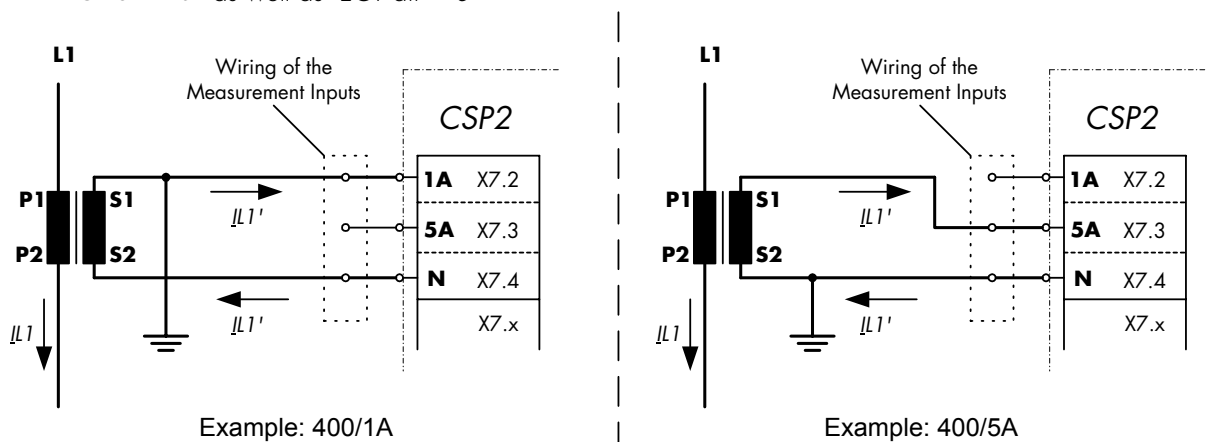 L1
Wiring of the
Measurement Inputs
CSP2
P1
S1
P2
S2
1A X7.2
5A X7.3
N X7.4
X7.x
IL1'
IL1'
IL1
Example: 400/1A
L1
Wiring of the
Measurement Inputs
CSP2
P1
S1
P2
S2
1A X7.2
5A X7.3
N X7.4
X7.x
IL1'
IL1'
IL1
Example: 400/5A